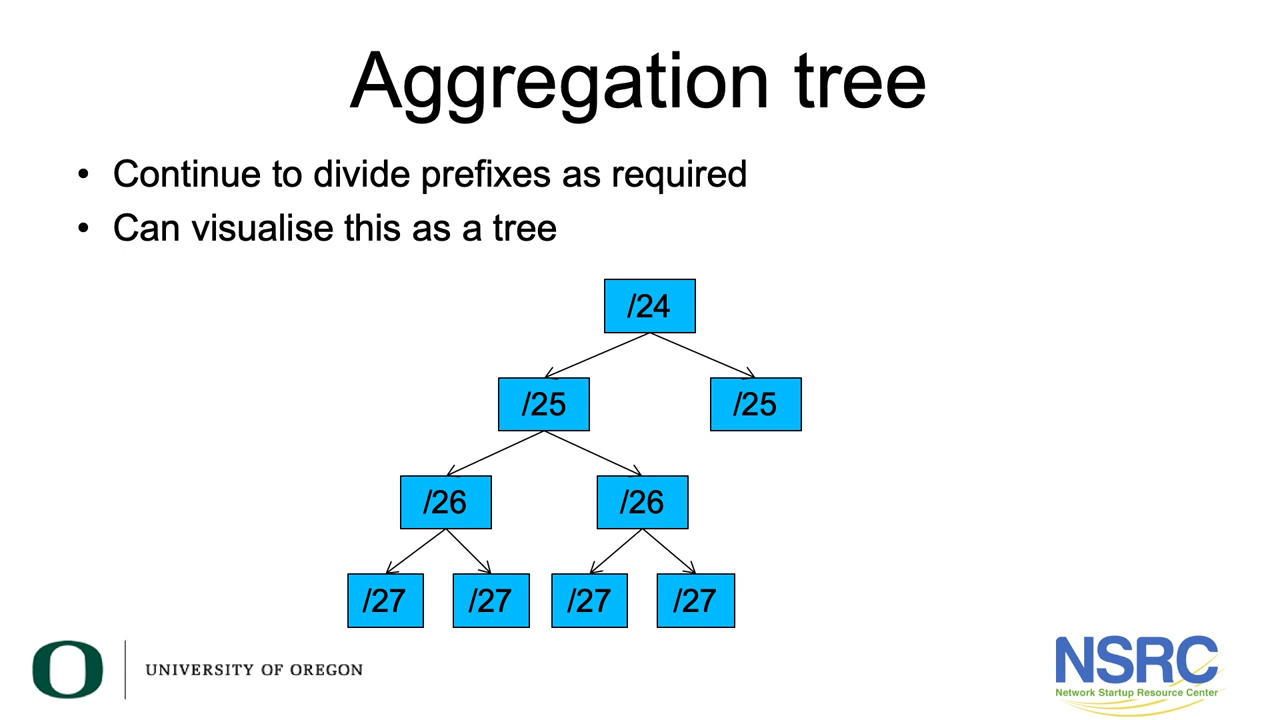 Aggregation tree
• Continue to divide prefixes as required
• Can visualise this as a tree
/24
/25 /25
/26 /26
/27 /27 /27 /27
UNIVERSITY OF OREGON
NSRC
Network Startup Resource Center